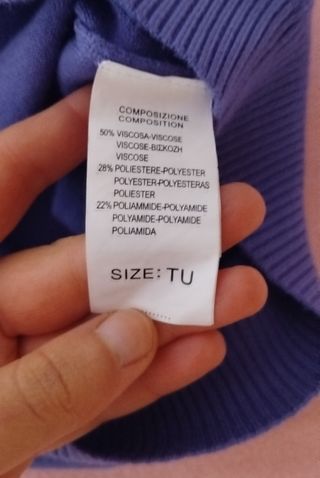 COMPOSIZIONE
COMPOSITION
50% VISCOSA-VISCOSE
VISCOSE-ΒΙΣΚΟΖΗ
VISCOSE
28% POLIESTERE-POLYESTER
POLYESTER-POLYESTERAS
POLIESTER
22% POLIAMMIDE-POLYAMIDE
POLYAMIDE-POLYAMIDE
POLIAMIDA
SIZE: TU